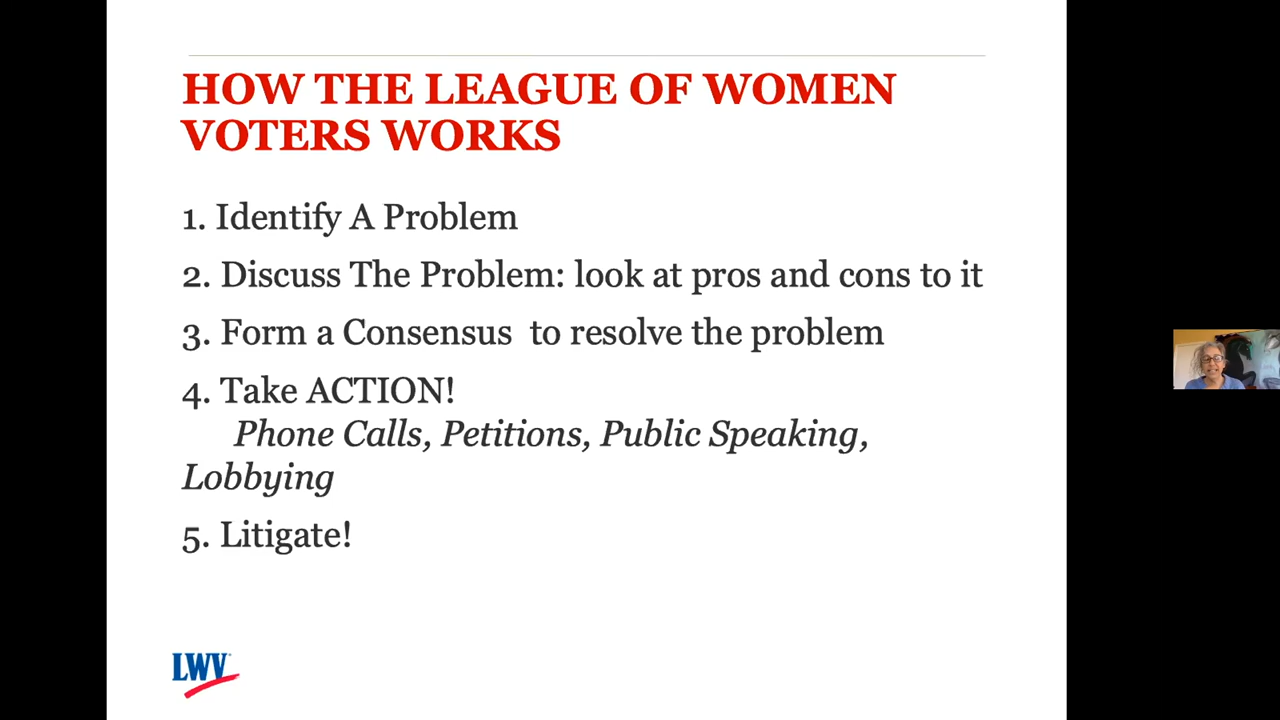 HOW THE LEAGUE OF WOMEN
VOTERS WORKS
1. Identify A Problem
2. Discuss The Problem: look at pros and cons to it
3. Form a Consensus  to resolve the problem
4. Take ACTION!
Phone Calls, Petitions, Public Speaking,
Lobbying
5. Litigate!
LWV